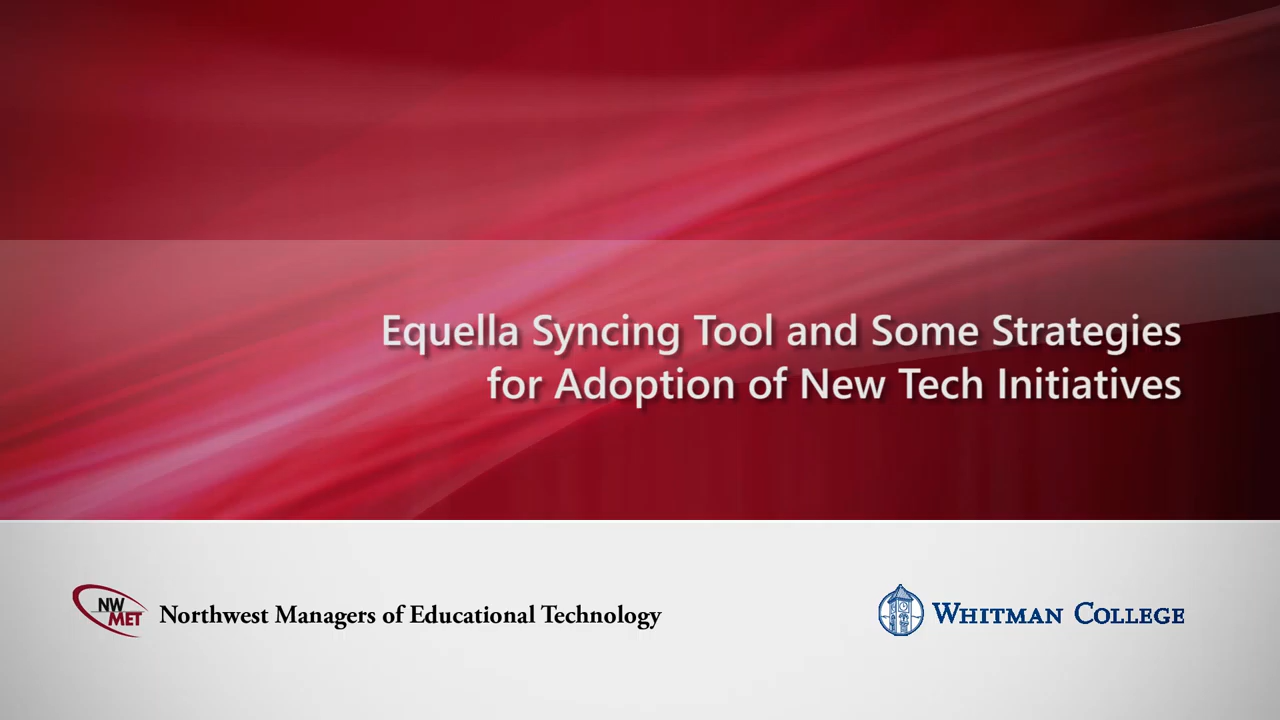 Equella Syncing Tool and Some Strategies
for Adoption of New Tech Initiatives
NW
MET
Northwest Managers of Educational Technology
WHITMAN COLLEGE